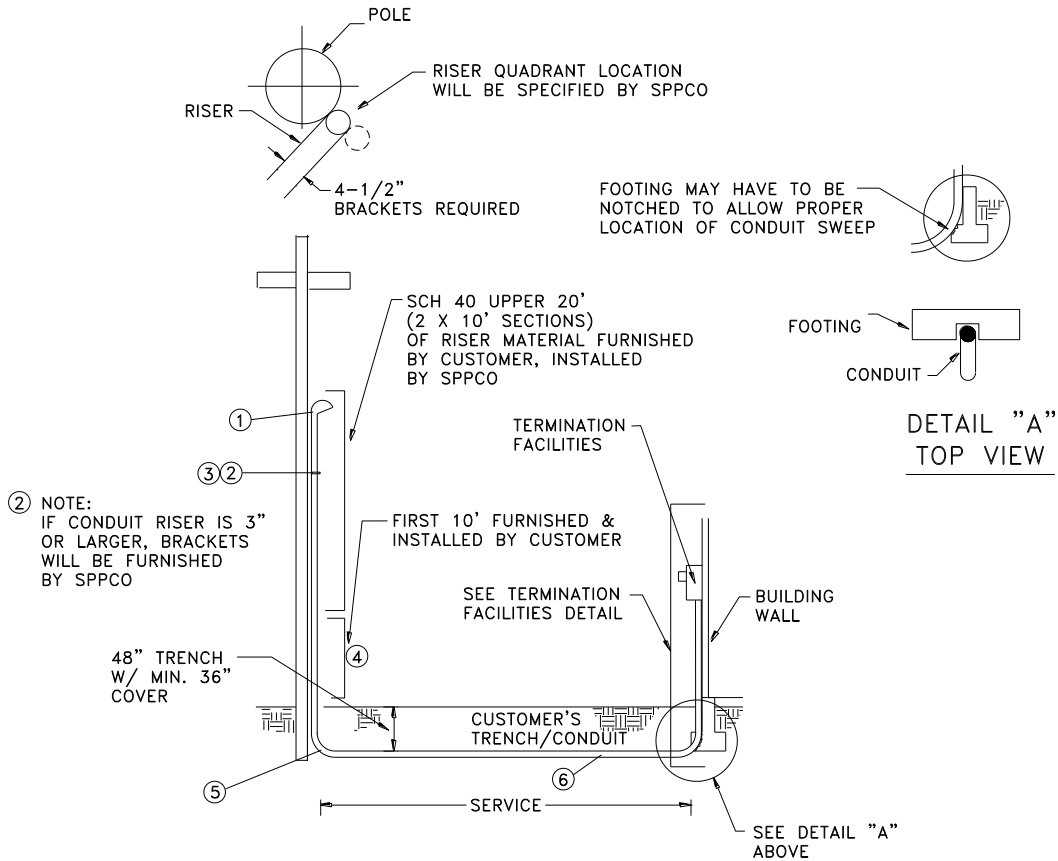 POLE
RISER QUADRANT LOCATION
WILL BE SPECIFIED BY SPPCO
RISER
4-1/2"
BRACKETS REQUIRED
FOOTING MAY HAVE TO BE
NOTCHED TO ALLOW PROPER
LOCATION OF CONDUIT SWEEP
SCH 40 UPPER 20'
(2 X 10' SECTIONS)
OF RISER MATERIAL FURNISHED
BY CUSTOMER, INSTALLED
BY SPPCO
FOOTING
CONDUIT
DETAIL "A"
TOP VIEW
1
TERMINATION
FACILITIES
3 2
2 NOTE:
IF CONDUIT RISER IS 3"
OR LARGER, BRACKETS
WILL BE FURNISHED
BY SPPCO
FIRST 10' FURNISHED &
INSTALLED BY CUSTOMER
SEE TERMINATION
FACILITIES DETAIL
BUILDING
WALL
4
48" TRENCH
W/ MIN. 36"
COVER
CUSTOMER'S
TRENCH/CONDUIT
5
6
SERVICE
SEE DETAIL "A"
ABOVE